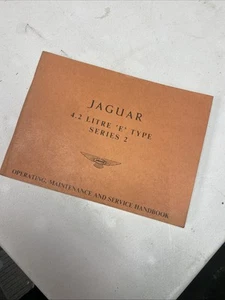 JAGUAR
4.2 LITRE 'E' TYPE
SERIES 2
OPERATING, MAINTENANCE AND SERVICE HANDBOOK